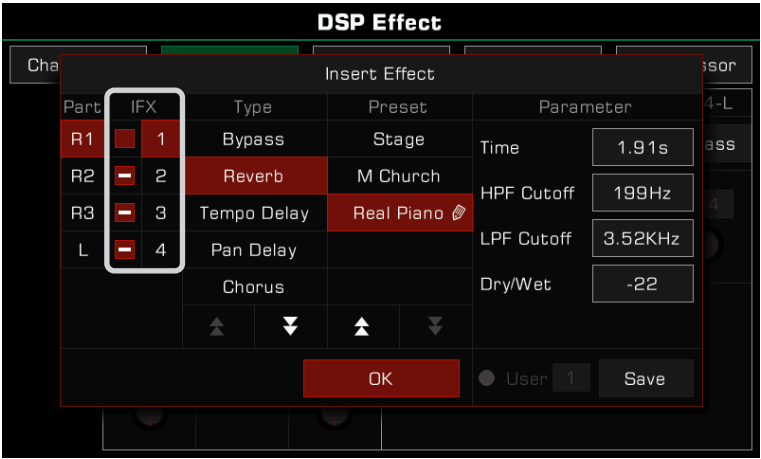 DSP Effect
Cha
ssor
Insert Effect
4-L
Part IFX Type Preset Parameter
R1 1 Bypass Stage Time 1.91s
ass
R2 2 Reverb M Church HPF Cutoff 199Hz
R3 3 Tempo Delay Real Piano LPF Cutoff 3.52KHz
4
L 4 Pan Delay
Chorus Dry/Wet -22
OK User 1 Save